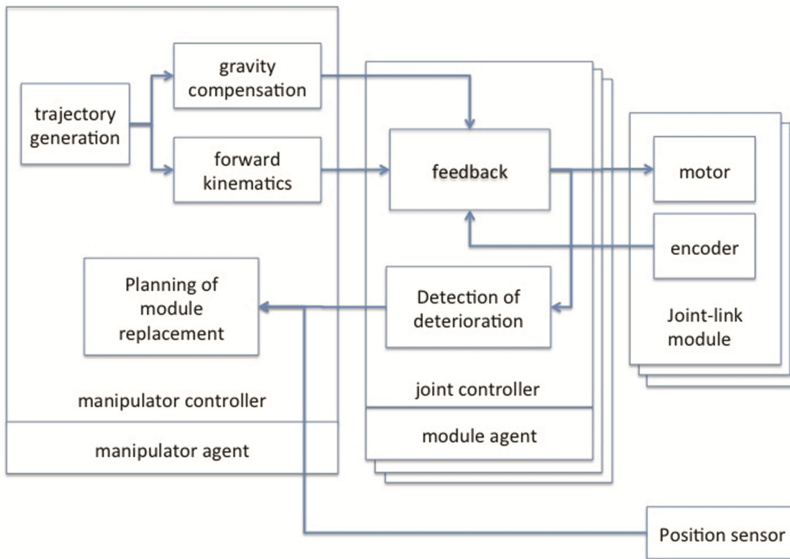 trajectory
generation
gravity
compensation
forward
kinematics
Planning of
module
replacement
manipulator controller
manipulator agent
feedback
Detection of
deterioration
joint controller
module agent
motor
encoder
Joint-link
module
Position sensor